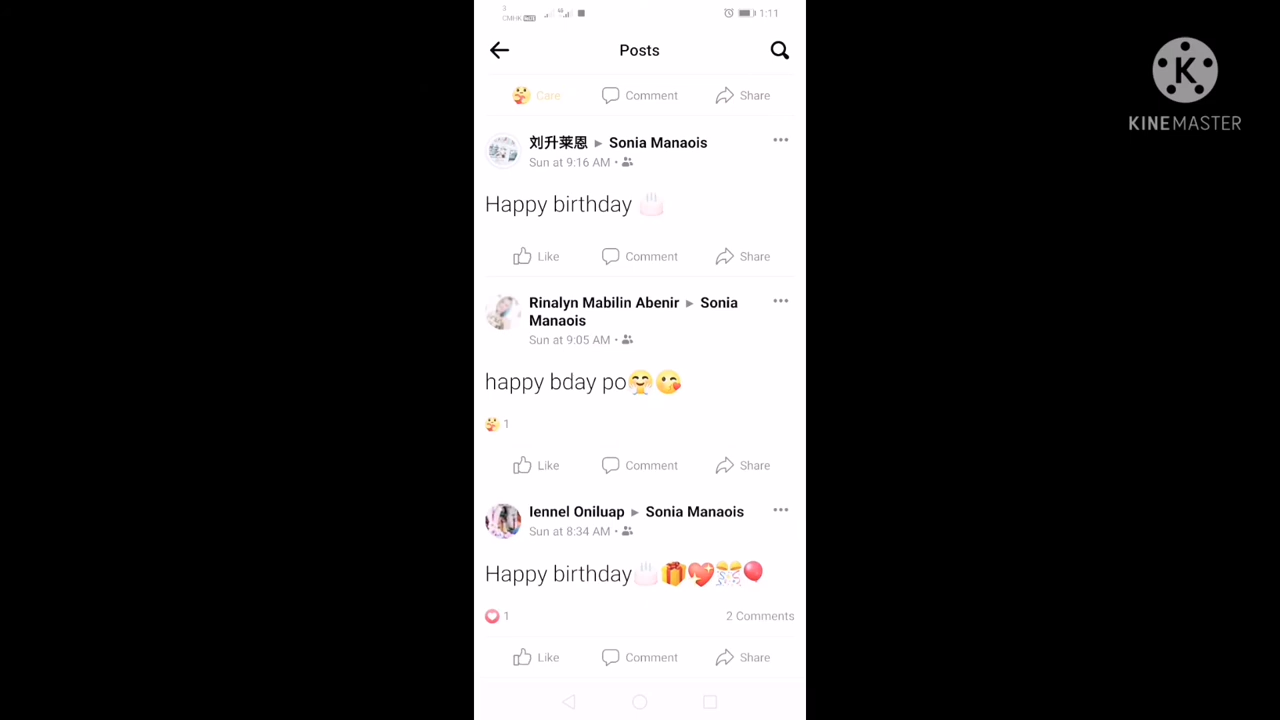 3
CMHK VoLTE 1:11
Posts
Care Comment Share
刘升莱恩 ▸ Sonia Manaois
Sun at 9:16 AM •
Happy birthday 🎂
Like Comment Share
Rinalyn Mabilin Abenir ▸ Sonia
Manaois
Sun at 9:05 AM •
happy bday po🤗😘
1
Like Comment Share
Iennel Oniluap ▸ Sonia Manaois
Sun at 8:34 AM •
Happy birthday🎂🎁💖🎊🎈
1 2 Comments
Like Comment Share
K
KINEMASTER